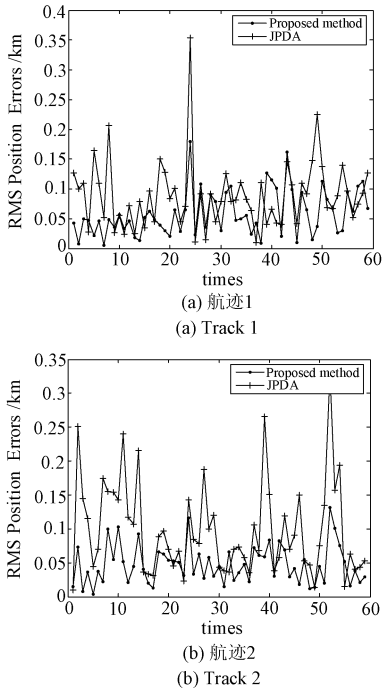 0.4
0.35
0.3
0.25
0.2
0.15
0.1
0.05
0
RMS Position Errors /km
Proposed method
JPDA
0 10 20 30 40 50 60
times
(a) 航迹1
(a) Track 1
0.35
0.3
0.25
0.2
0.15
0.1
0.05
0
RMS Position Errors /km
Proposed method
JPDA
0 10 20 30 40 50 60
times
(b) 航迹2
(b) Track 2